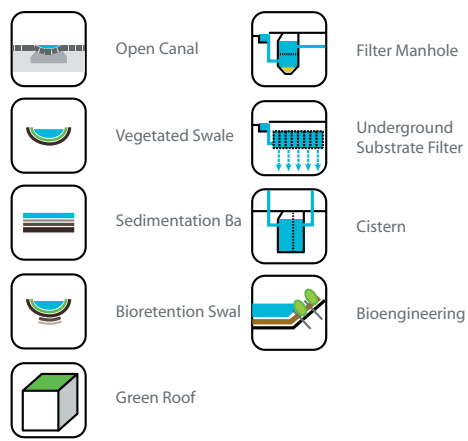 Open Canal
Vegetated Swale
Sedimentation Ba
Bioretention Swal
Green Roof
Filter Manhole
Underground
Substrate Filter
Cistern
Bioengineering